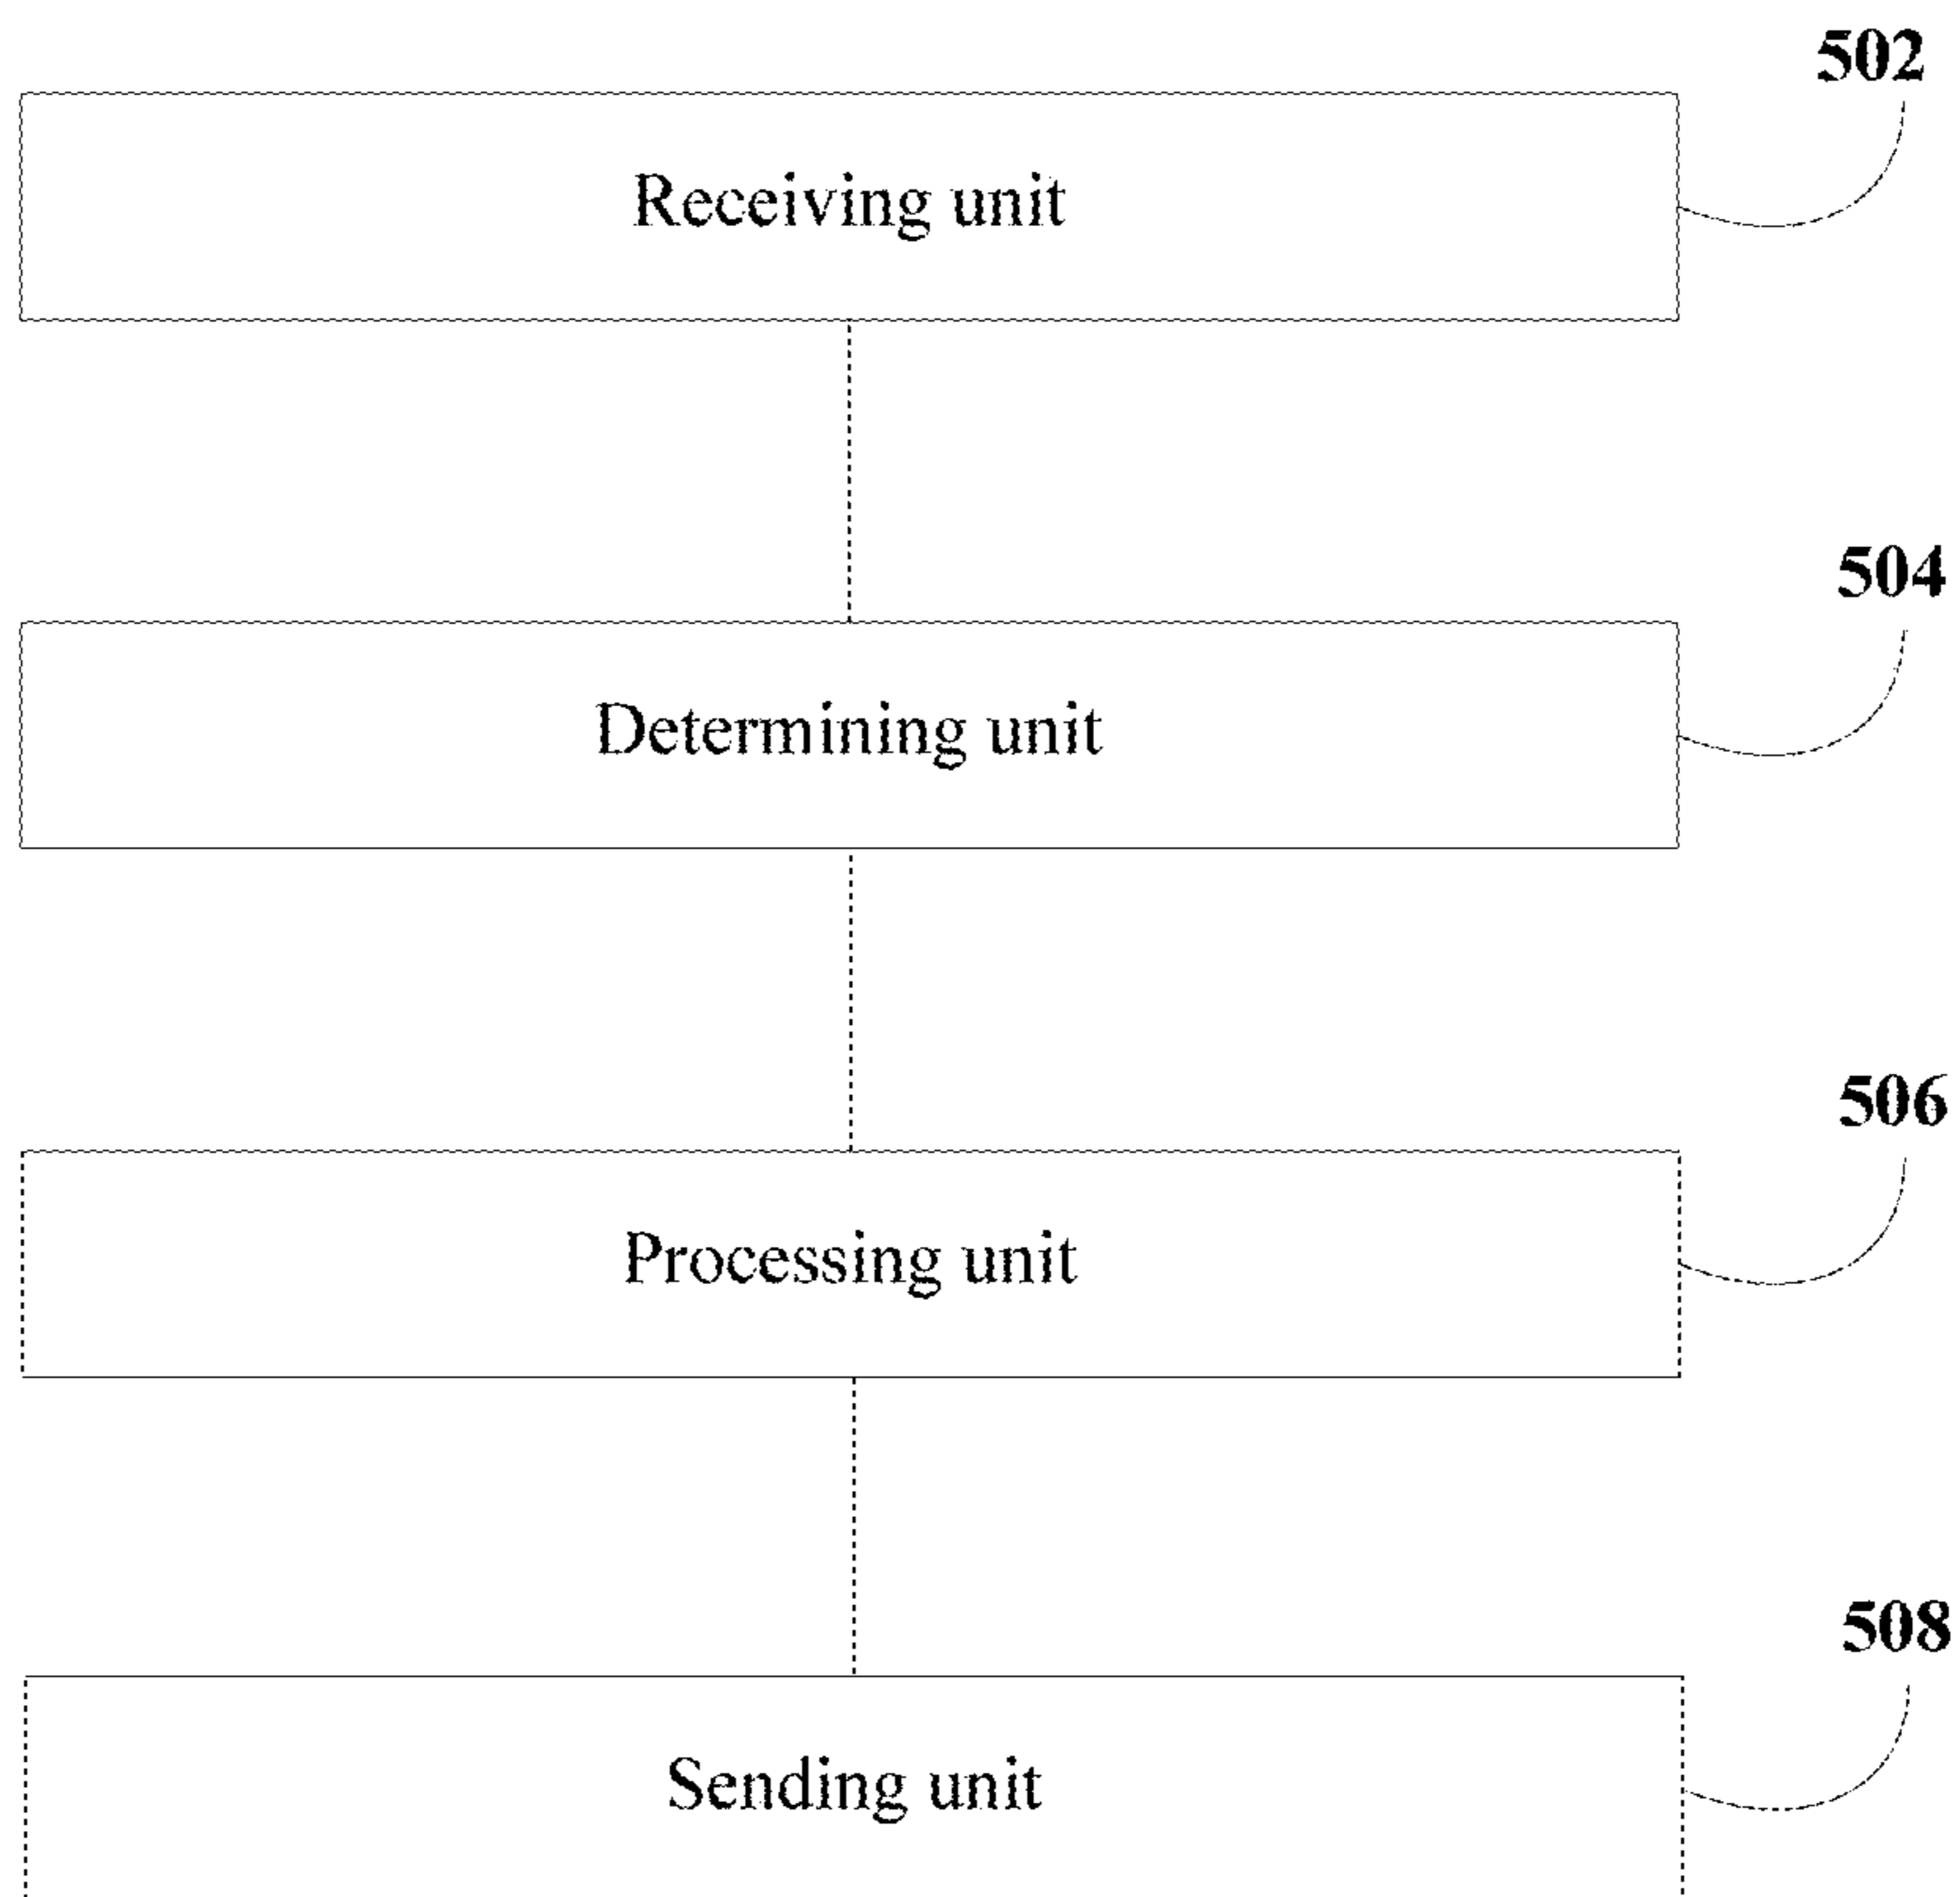 502
Receiving unit
504
Determining unit
506
Processing unit
508
Sending unit